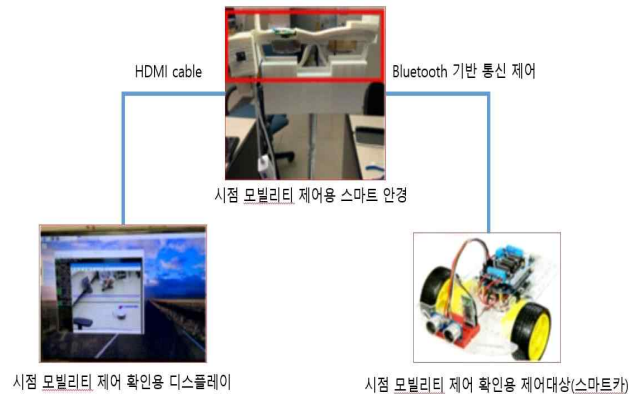 HDMI cable
Bluetooth 기반 통신 제어
시점 모빌리티 제어용 스마트 안경
시점 모빌리티 제어 확인용 디스플레이
시점 모빌리티 제어 확인용 제어대상(스마트카)